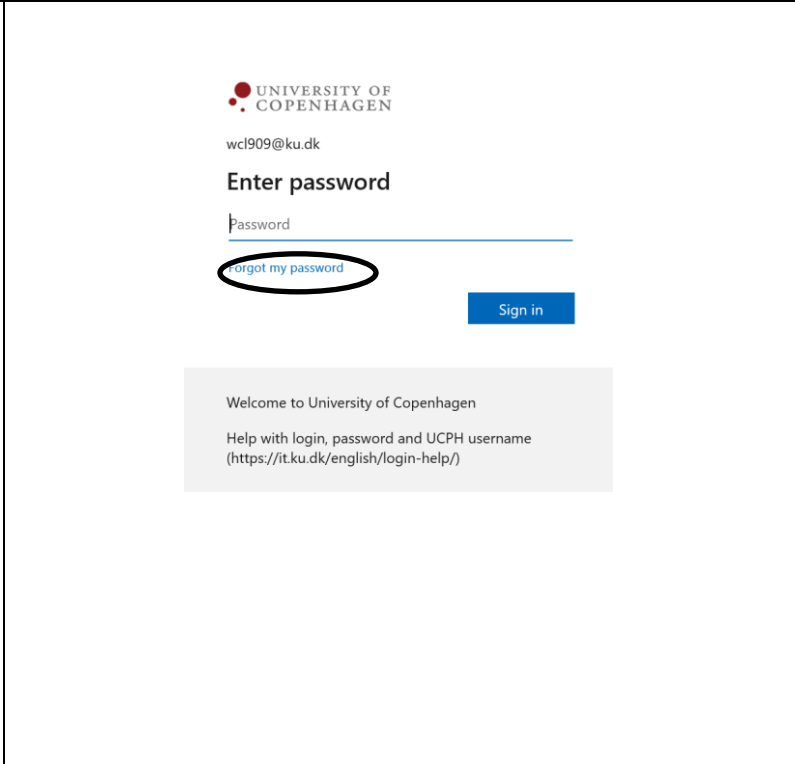 UNIVERSITY OF
COPENHAGEN
wcl909@ku.dk
Enter password
Password
Forgot my password
Sign in
Welcome to University of Copenhagen
Help with login, password and UCPH username
(https://it.ku.dk/english/login-help/)